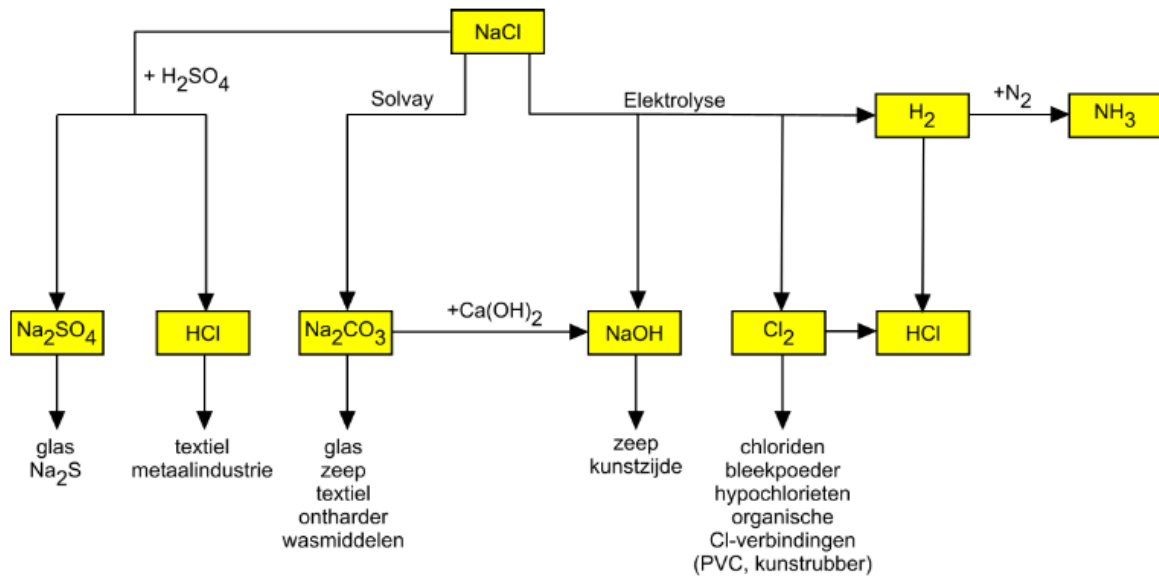 NaCl
+ H₂SO₄
Solvay
Elektrolyse
H₂
+N₂
NH₃
Na₂SO₄
HCl
Na₂CO₃
+Ca(OH)₂
NaOH
Cl₂
HCl
glas
Na₂S
textiel
metaalindustrie
glas
zeep
textiel
ontharder
wasmiddelen
zeep
kunstzijde
chloriden
bleekpoeder
hypochlorieten
organische
Cl-verbindingen
(PVC, kunstrubber)